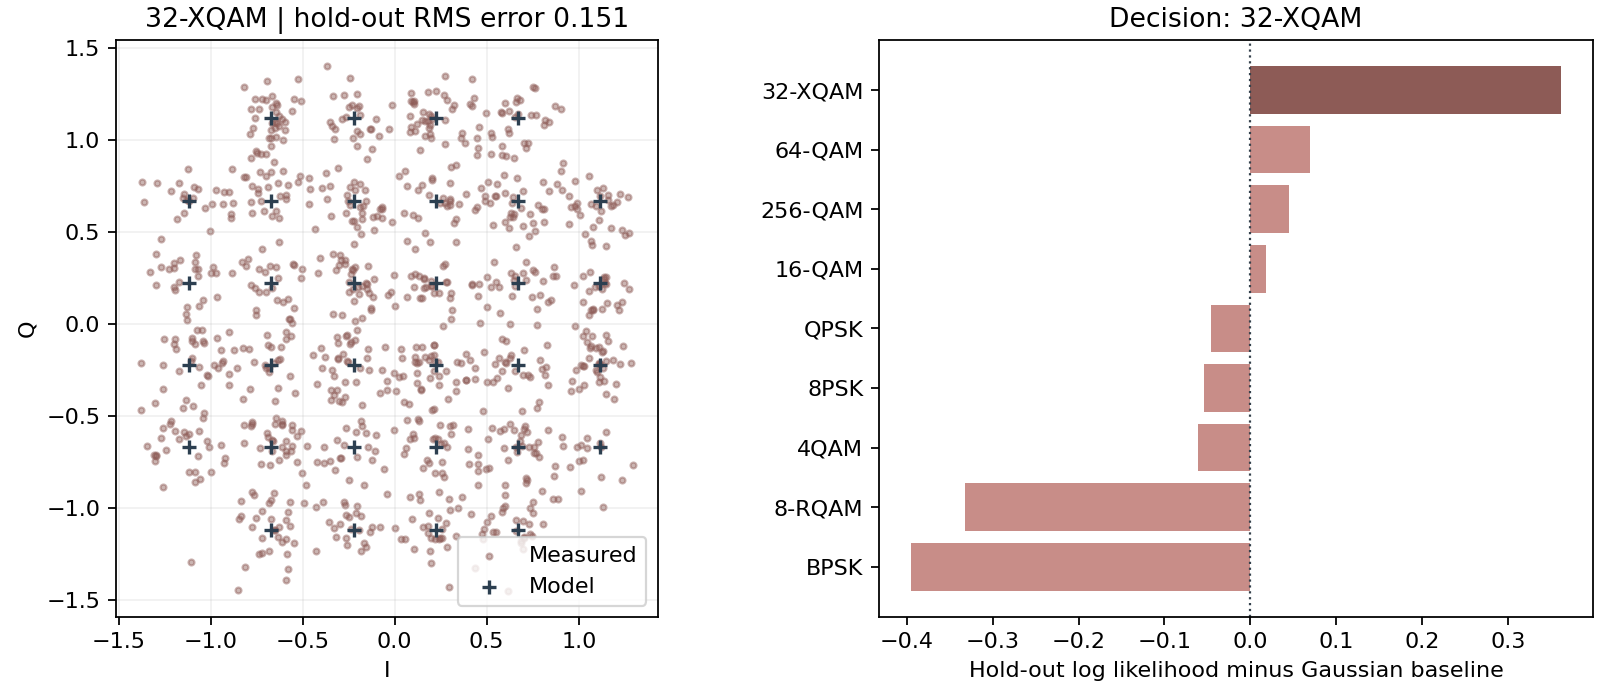 32-XQAM | hold-out RMS error 0.151
1.5
1.0
0.5
0.0
−0.5
−1.0
−1.5
Q
−1.5
−1.0
−0.5
0.0
0.5
1.0
I
Measured
Model
Decision: 32-XQAM
32-XQAM
64-QAM
256-QAM
16-QAM
QPSK
8PSK
4QAM
8-RQAM
BPSK
−0.4
−0.3
−0.2
−0.1
0.0
0.1
0.2
0.3
Hold-out log likelihood minus Gaussian baseline